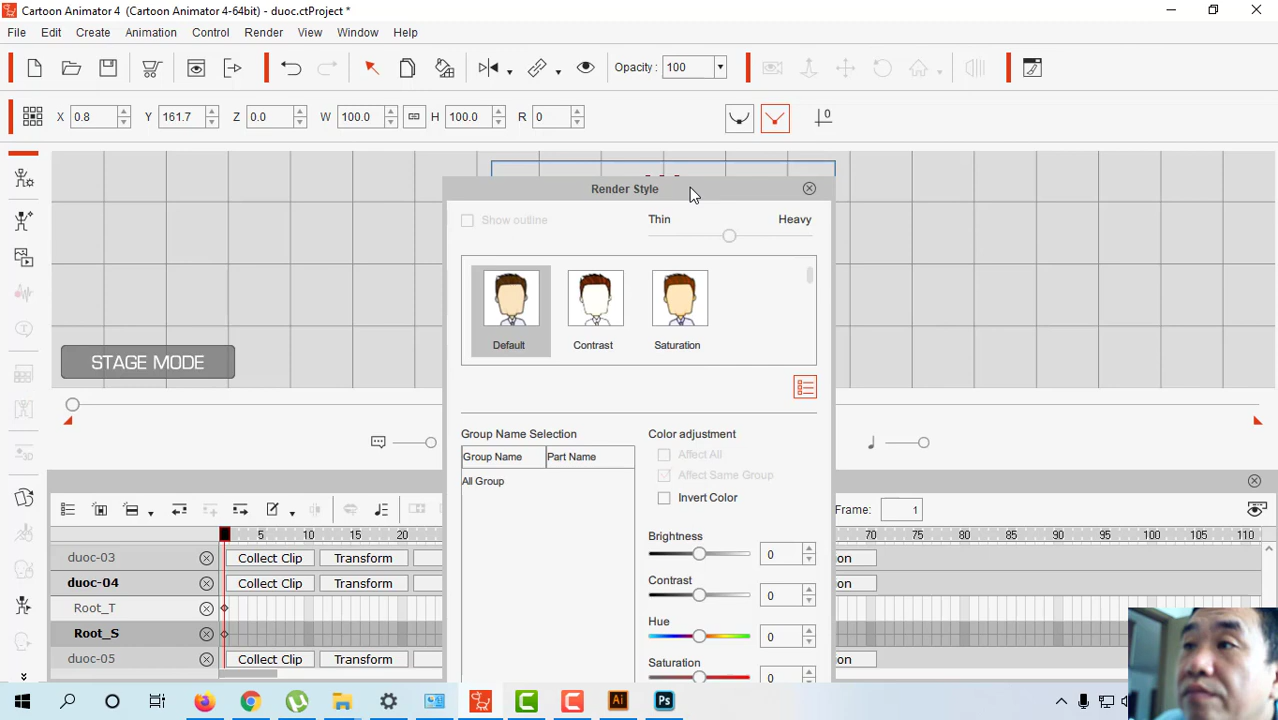 Cartoon Animator 4 (Cartoon Animator 4-64bit) - duoc.ctProject *
File Edit Create Animation Control Render View Window Help
Opacity : 100
X 0.8 Y 161.7 Z 0.0 W 100.0 H 100.0 R 0 0
Render Style
Show outline Thin Heavy
Default Contrast Saturation
STAGE MODE
Group Name Selection Color adjustment
Group Name Part Name Affect All
All Group Affect Same Group
Invert Color
Brightness 0
Contrast 0
Hue 0
Saturation 0
Frame: 1
5 10 15 20 70 75 80 85 90 95 100 105 110
duoc-03 Collect Clip Transform
duoc-04 Collect Clip Transform
Root_T
Root_S
duoc-05 Collect Clip Transform
Ai Ps